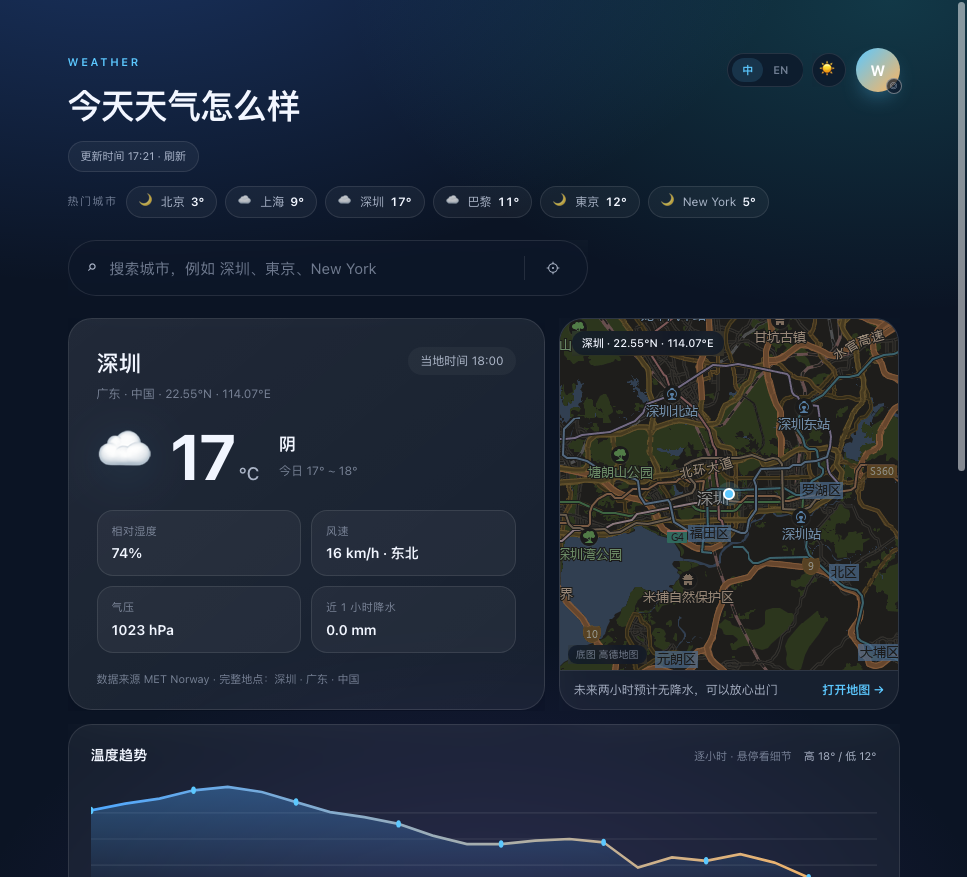 WEATHER
中 EN
W
今天天气怎么样
更新时间 17:21 · 刷新
热门城市 北京 3° 上海 9° 深圳 17° 巴黎 11° 東京 12° New York 5°
搜索城市，例如 深圳、東京、New York
深圳
当地时间 18:00
广东 · 中国 · 22.55°N · 114.07°E
17 °C
阴
今日 17° ~ 18°
相对湿度
74%
风速
16 km/h · 东北
气压
1023 hPa
近 1 小时降水
0.0 mm
数据来源 MET Norway · 完整地点：深圳 · 广东 · 中国
深圳 · 22.55°N · 114.07°E
山
甘坑古镇
水官高速
深圳北站
深圳东站
塘朗山公园
北环大道
S360
深圳
罗湖区
G4
福田区
深圳站
深圳湾公园
9
北区
界
米埔自然保护区
10
底图 高德地图
元朗区
大埔区
未来两小时预计无降水，可以放心出门
打开地图 →
温度趋势
逐小时 · 悬停看细节 高 18° / 低 12°